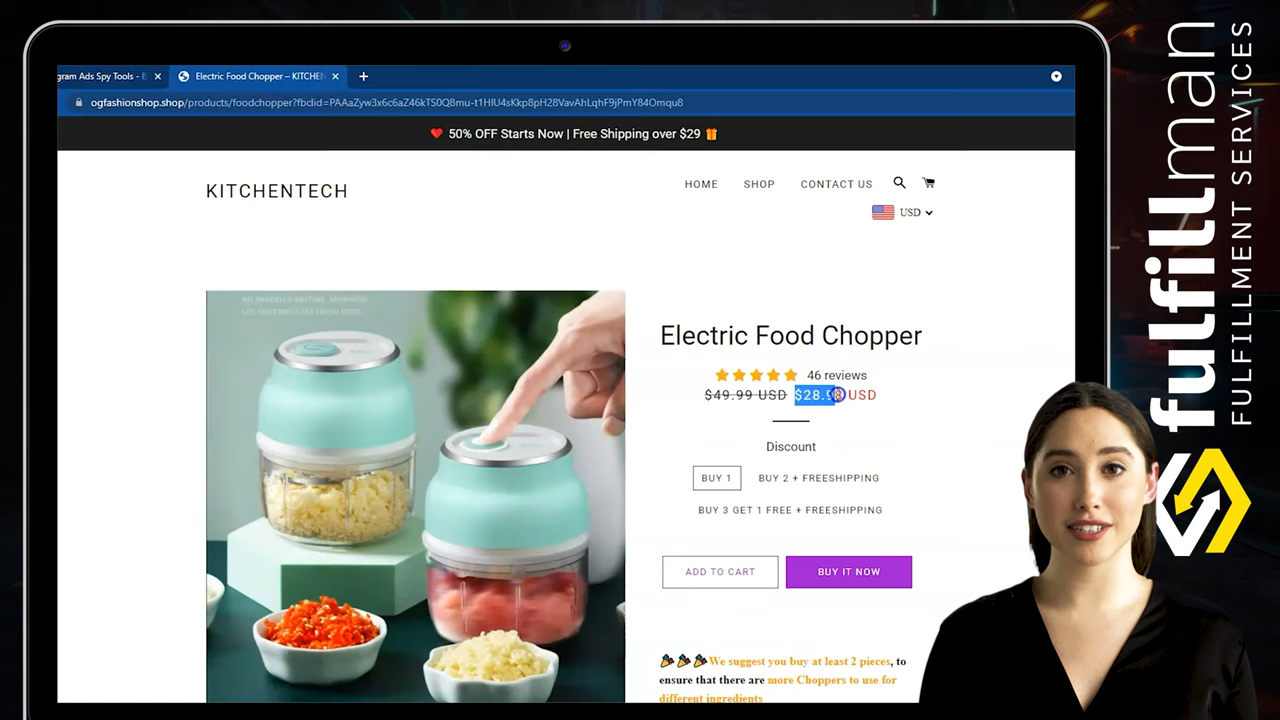 gram Ads Spy Tools - B
Electric Food Chopper – KITCHEN
ogfashionshop.shop/products/foodchopper?fbclid=PAAaZyw3x6c6aZ46kTS0Q8mu-t1HIU4sKkp8pH28VavAhLqhF9jPmY84Omqu8
50% OFF Starts Now | Free Shipping over $29
KITCHENTECH
HOME SHOP CONTACT US
USD
Electric Food Chopper
46 reviews
$49.99 USD $28.9 USD
Discount
BUY 1 BUY 2 + FREESHIPPING
BUY 3 GET 1 FREE + FREESHIPPING
ADD TO CART BUY IT NOW
We suggest you buy at least 2 pieces, to
ensure that there are more Choppers to use for
different ingredients
fulfillman
FULFILLMENT SERVICES